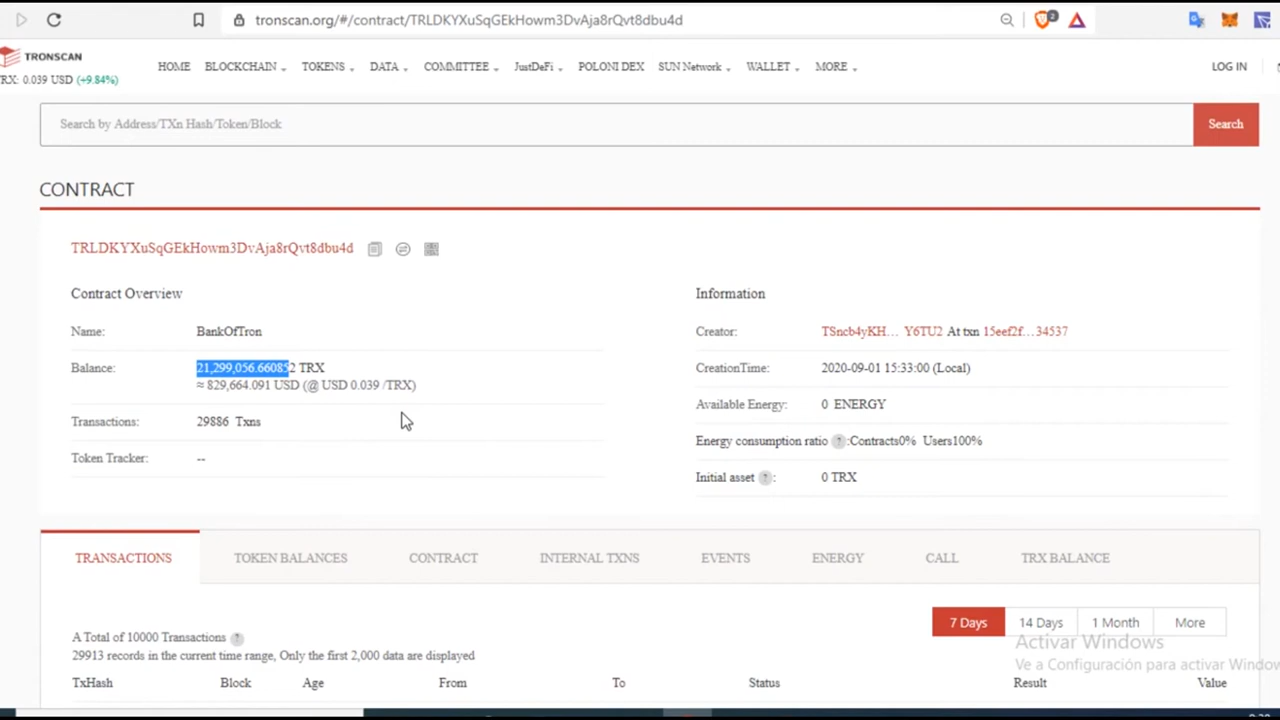 tronscan.org/#/contract/TRLDKYXuSqGEkHowm3DvAja8rQvt8dbu4d
2
TRONSCAN
RX: 0.039 USD (+9.84%)
HOME BLOCKCHAIN TOKENS DATA COMMITTEE JustDeFi POLONI DEX SUN Network WALLET MORE LOG IN
Search by Address/TXn Hash/Token/Block Search
CONTRACT
TRLDKYXuSqGEkHowm3DvAja8rQvt8dbu4d
Contract Overview
Name: BankOfTron
Balance: 21,299,056.660852 TRX
≈ 829,664.091 USD (@ USD 0.039 /TRX)
Transactions: 29886 Txns
Token Tracker: --
Information
Creator: TSncb4yKH... Y6TU2 At txn 15eef2f... 34537
CreationTime: 2020-09-01 15:33:00 (Local)
Available Energy: 0 ENERGY
Energy consumption ratio ? :Contracts0% Users100%
Initial asset ? : 0 TRX
TRANSACTIONS TOKEN BALANCES CONTRACT INTERNAL TXNS EVENTS ENERGY CALL TRX BALANCE
7 Days 14 Days 1 Month More
A Total of 10000 Transactions ?
29913 records in the current time range, Only the first 2,000 data are displayed
Activar Windows
Ve a Configuración para activar Window
TxHash Block Age From To Status Result Value